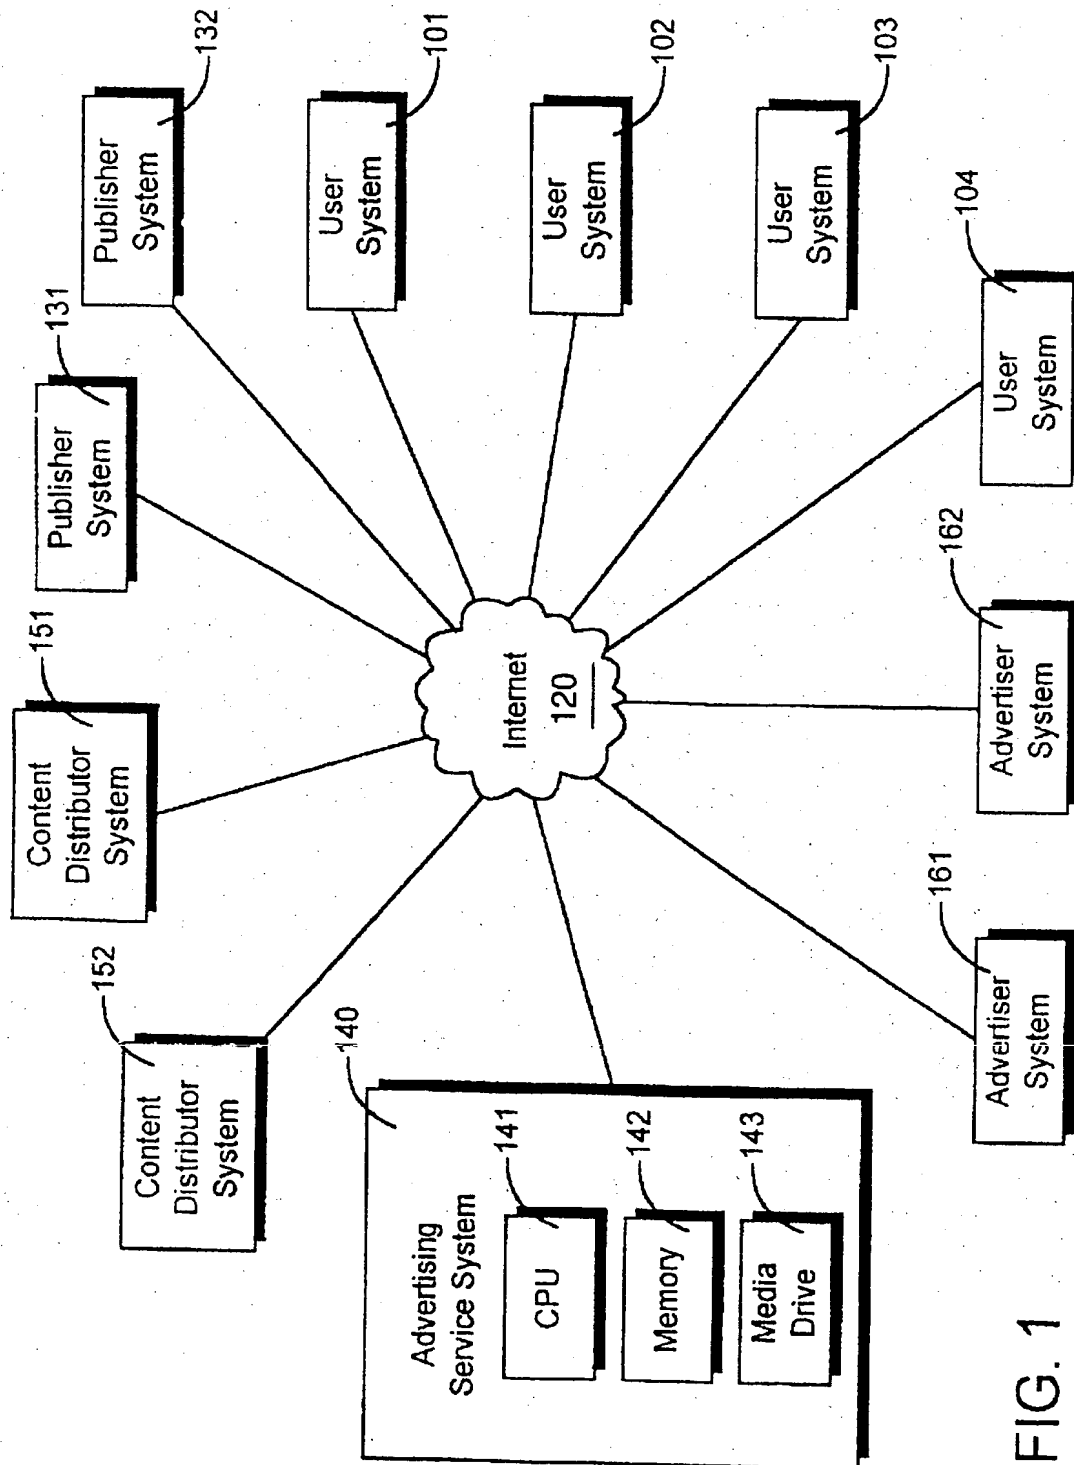 Content
Distributor
System
152
Content
Distributor
System
151
Publisher
System
131
Publisher
System
132
User
System
101
User
System
102
User
System
103
User
System
104
Advertiser
System
162
Advertiser
System
161
Internet
120
Advertising
Service System
140
CPU
141
Memory
142
Media
Drive
143
FIG. 1